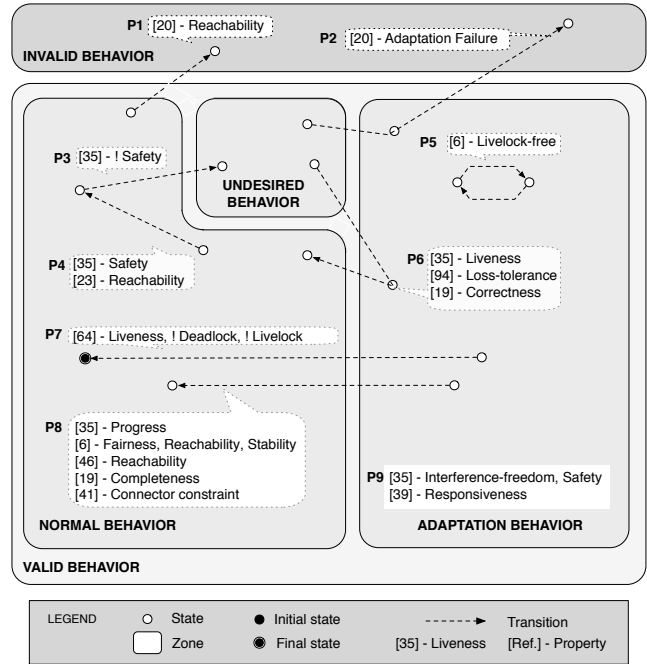 P1 [20] - Reachability
P2 [20] - Adaptation Failure
INVALID BEHAVIOR
P3 [35] - ! Safety
P5 [6] - Livelock-free
UNDESIRED
BEHAVIOR
P4 [35] - Safety
[23] - Reachability
P6 [35] - Liveness
[94] - Loss-tolerance
[19] - Correctness
P7 [64] - Liveness, ! Deadlock, ! Livelock
P8 [35] - Progress
[6] - Fairness, Reachability, Stability
[46] - Reachability
[19] - Completeness
[41] - Connector constraint
P9 [35] - Interference-freedom, Safety
[39] - Responsiveness
NORMAL BEHAVIOR
ADAPTATION BEHAVIOR
VALID BEHAVIOR
LEGEND
State
Initial state
Transition
Zone
Final state
[35] - Liveness
[Ref.] - Property